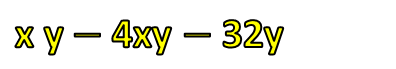 x y – 4xy – 32y